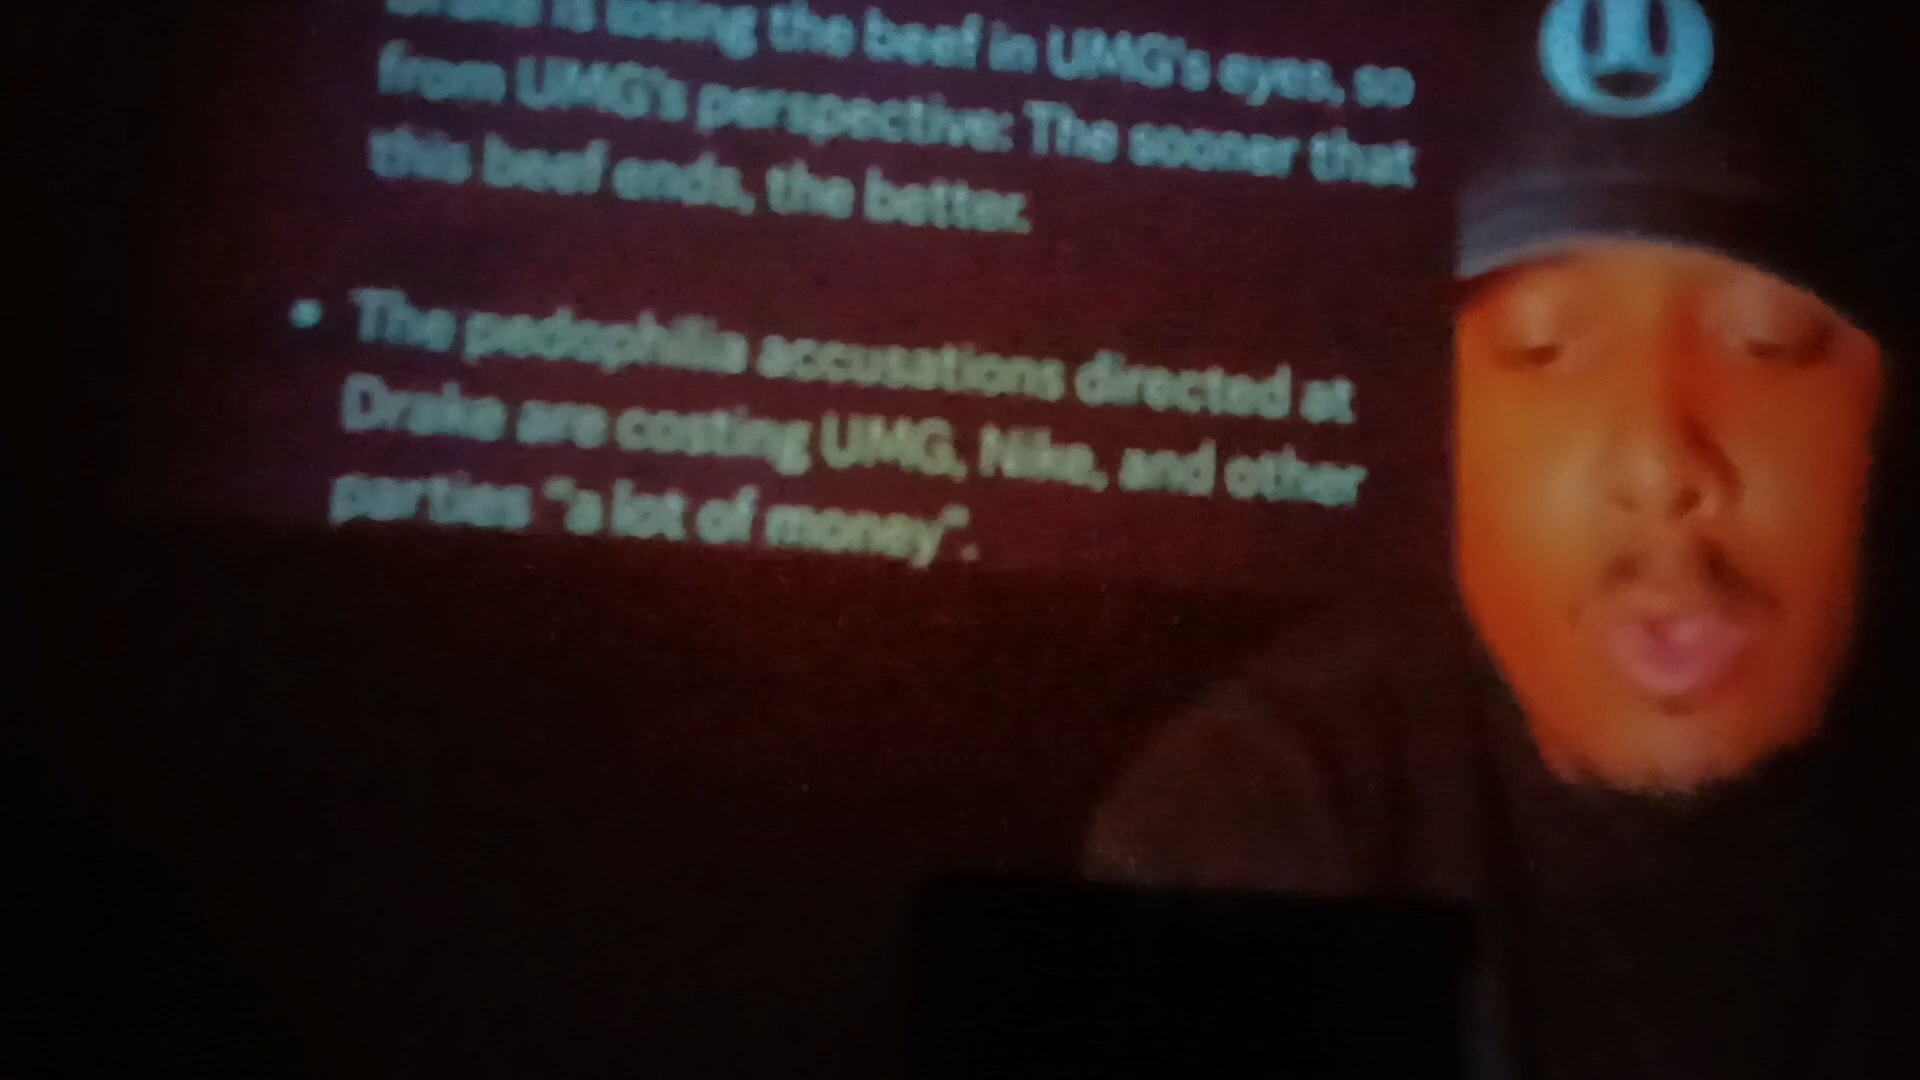 Drake is losing the beef in UMG's eyes, so
from UMG's perspective: The sooner that
this beef ends, the better.
• The pedophilia accusations directed at
Drake are costing UMG, Nike, and other
parties "a lot of money".